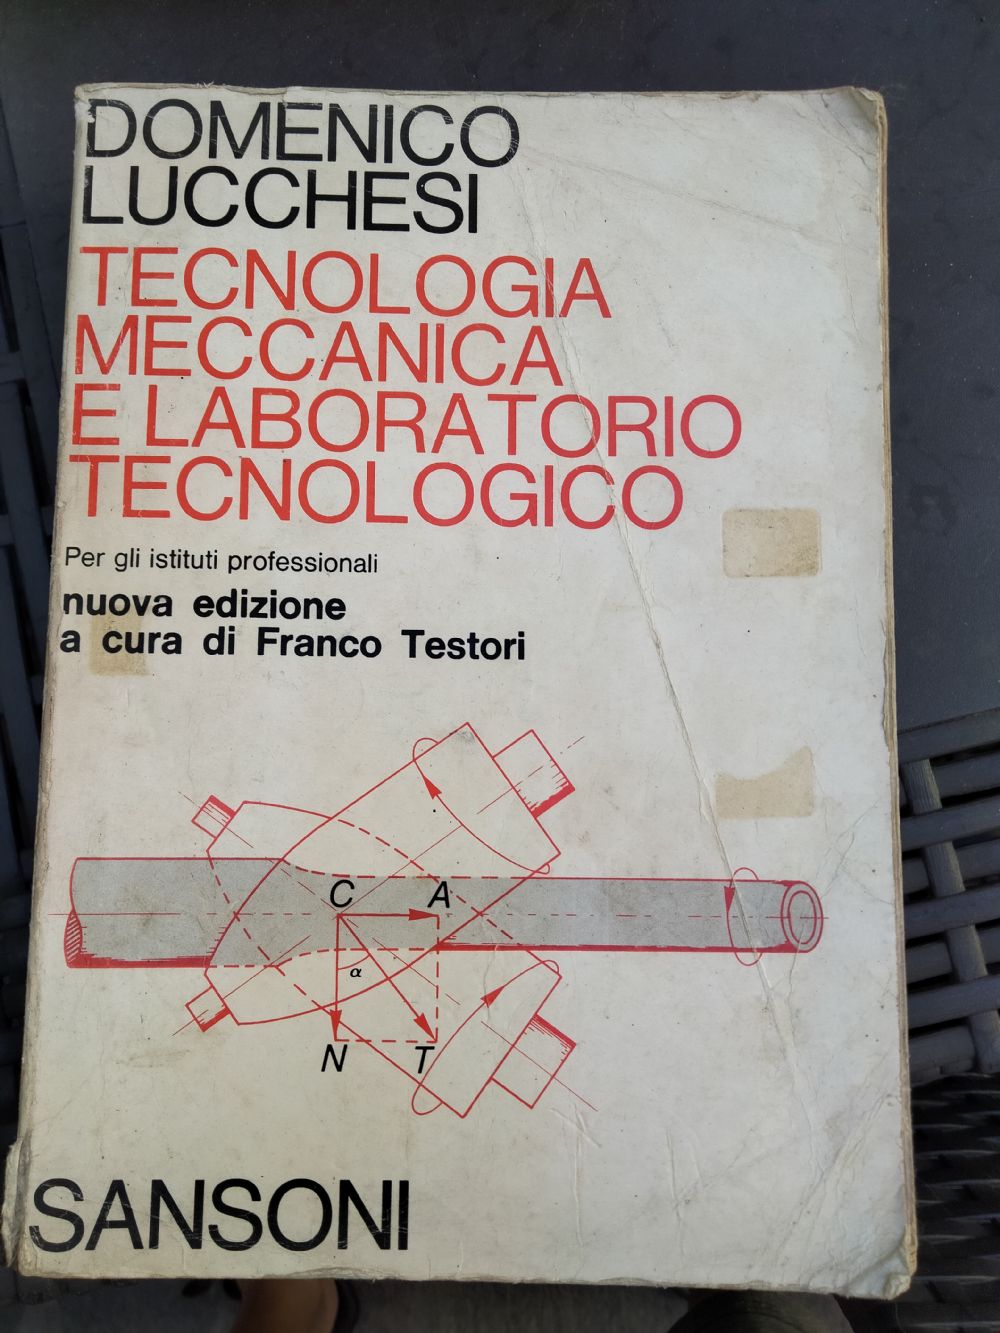 DOMENICO
LUCCHESI
TECNOLOGIA
MECCANICA
E LABORATORIO
TECNOLOGICO
Per gli istituti professionali
nuova edizione
a cura di Franco Testori
C A
α
N T
SANSONI